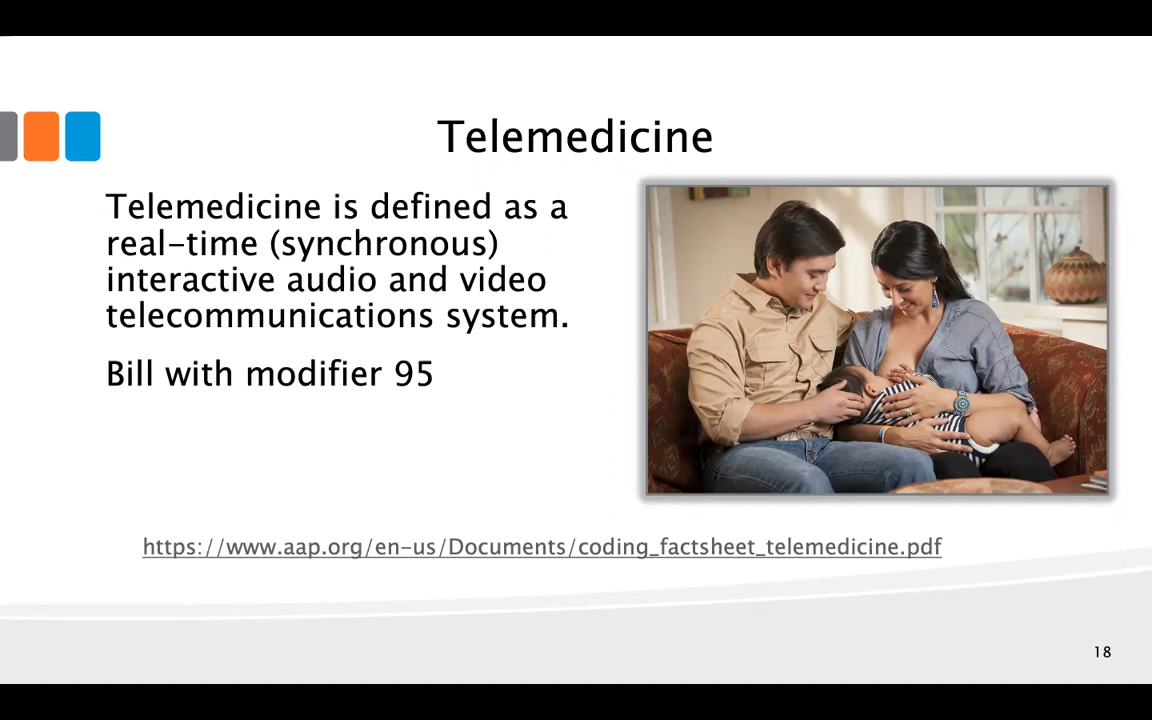 Telemedicine
Telemedicine is defined as a
real-time (synchronous)
interactive audio and video
telecommunications system.
Bill with modifier 95
https://www.aap.org/en-us/Documents/coding_factsheet_telemedicine.pdf
18